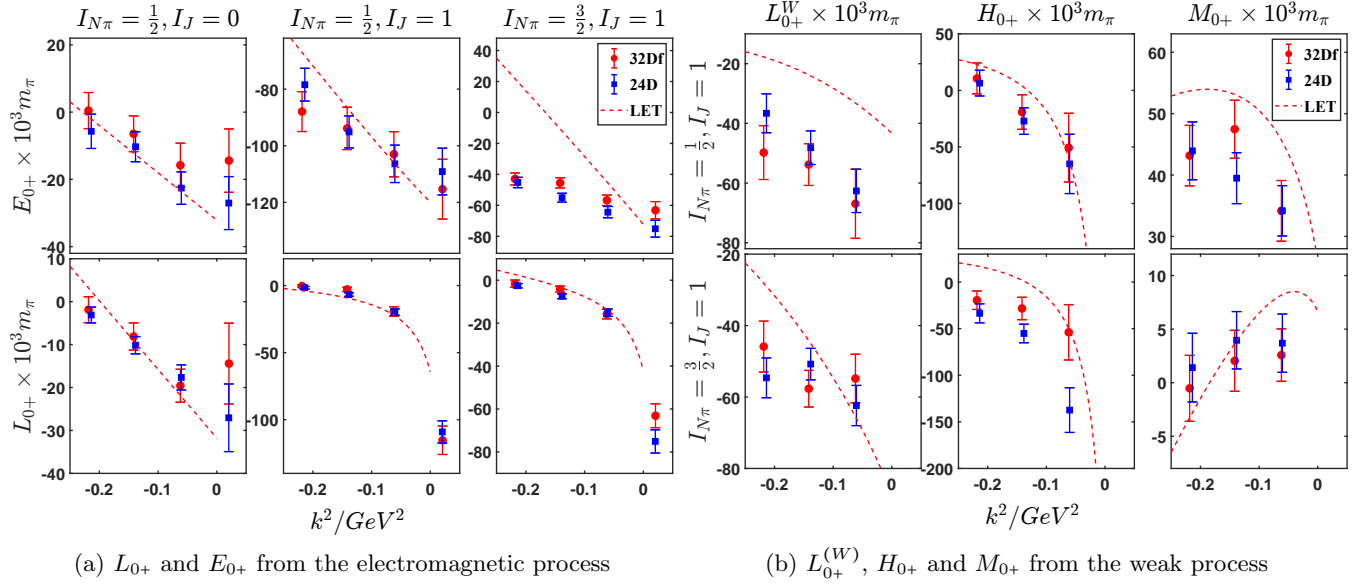 I_{Nπ} = 1/2, I_J = 0
I_{Nπ} = 1/2, I_J = 1
I_{Nπ} = 3/2, I_J = 1
L^W_{0+} × 10^3 m_π
H_{0+} × 10^3 m_π
M_{0+} × 10^3 m_π
E_{0+} × 10^3 m_π
40
20
0
-20
-40
-80
-100
-120
40
20
0
-20
-40
-60
-80
32Df
24D
LET
I_{Nπ} = 1/2, I_J = 1
0
-20
-40
-60
-80
50
0
-50
-100
60
50
40
30
32Df
24D
LET
L_{0+} × 10^3 m_π
10
0
-10
-20
-30
-40
0
-50
-100
0
-20
-40
-60
-80
I_{Nπ} = 3/2, I_J = 1
-20
-40
-60
-80
0
-50
-100
-150
-200
10
5
0
-5
-0.2 -0.1 0
-0.2 -0.1 0
-0.2 -0.1 0
-0.2 -0.1 0
-0.2 -0.1 0
-0.2 -0.1 0
k^2/GeV^2
k^2/GeV^2
(a) L_{0+} and E_{0+} from the electromagnetic process
(b) L^{(W)}_{0+}, H_{0+} and M_{0+} from the weak process